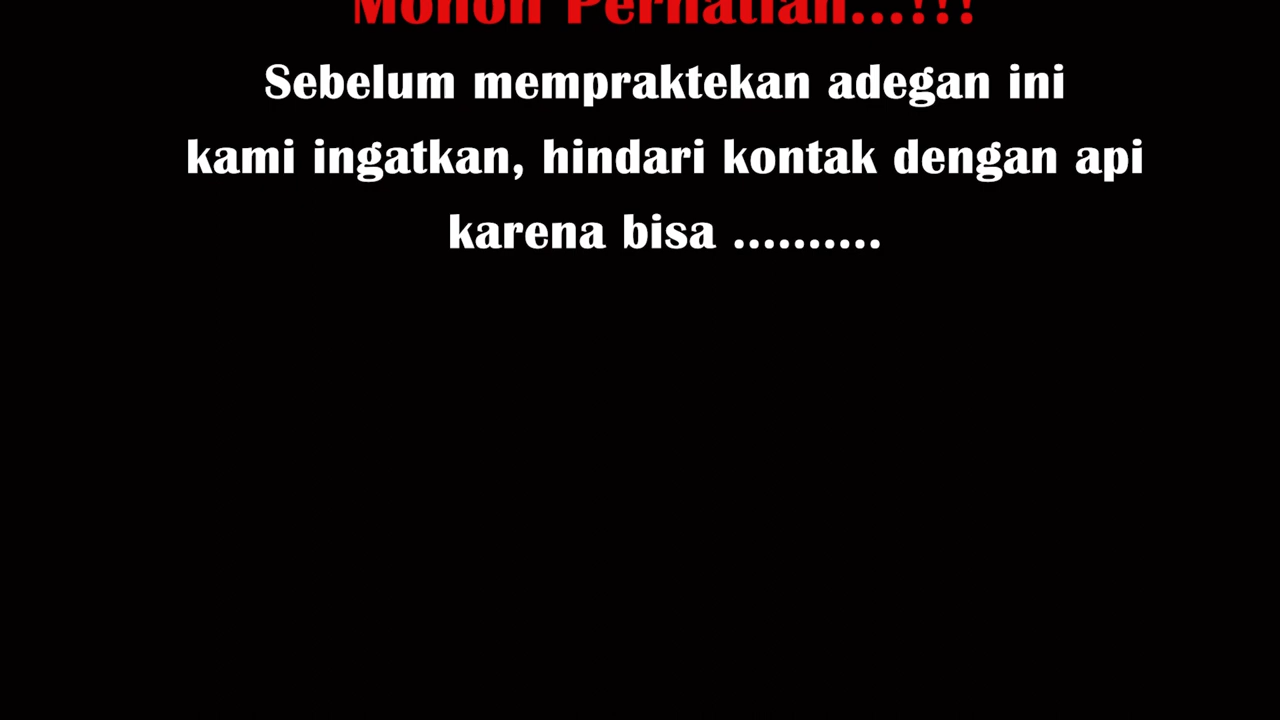 Mohon Perhatian...!!!
Sebelum mempraktekan adegan ini
kami ingatkan, hindari kontak dengan api
karena bisa ..........